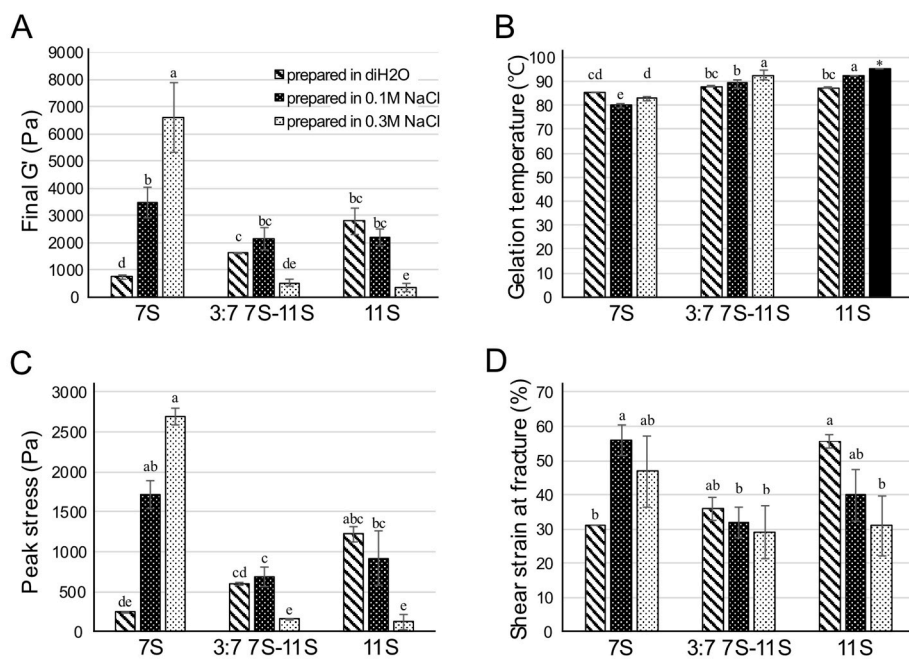 A
Final G' (Pa)
9000
8000
7000
6000
5000
4000
3000
2000
1000
0
prepared in diH2O
prepared in 0.1M NaCl
prepared in 0.3M NaCl
d
b
a
c
bc
de
bc
bc
e
7S
3:7 7S-11S
11S
B
Gelation temperature (°C)
100
90
80
70
60
50
40
30
20
10
0
cd
e
d
bc
b
a
bc
a
*
7S
3:7 7S-11S
11S
C
Peak stress (Pa)
3000
2500
2000
1500
1000
500
0
de
ab
a
cd
c
e
abc
bc
e
7S
3:7 7S-11S
11S
D
Shear strain at fracture (%)
70
60
50
40
30
20
10
0
b
a
ab
ab
b
b
a
ab
b
7S
3:7 7S-11S
11S